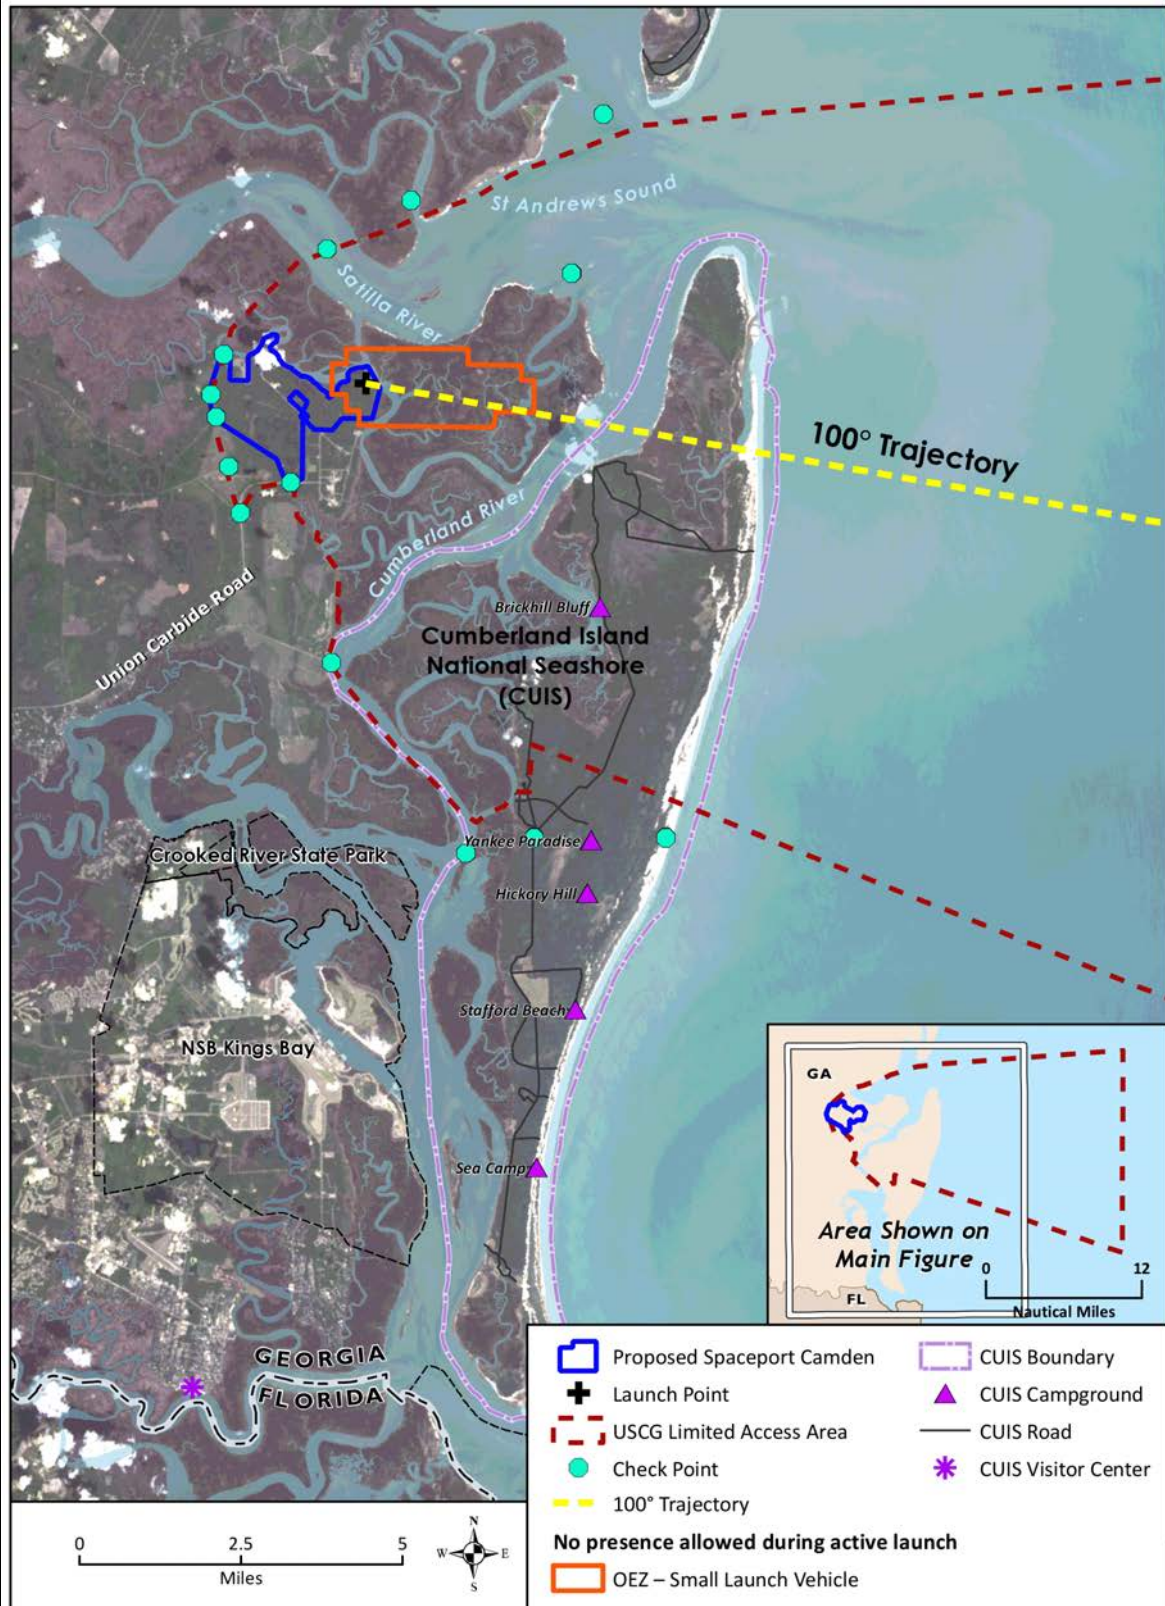 St Andrews Sound
Satilla River
100° Trajectory
Cumberland River
Union Carbide Road
Brickhill Bluff
Cumberland Island
National Seashore
(CUIS)
Yankee Paradise
Crooked River State Park
Hickory Hill
Stafford Beach
NSB Kings Bay
Sea Camp
GA
Area Shown on
Main Figure
0 12
Nautical Miles
FL
GEORGIA
FLORIDA
Proposed Spaceport Camden
Launch Point
USCG Limited Access Area
Check Point
100° Trajectory
CUIS Boundary
CUIS Campground
CUIS Road
CUIS Visitor Center
No presence allowed during active launch
OEZ – Small Launch Vehicle
0 2.5 5
Miles
N
W E
S